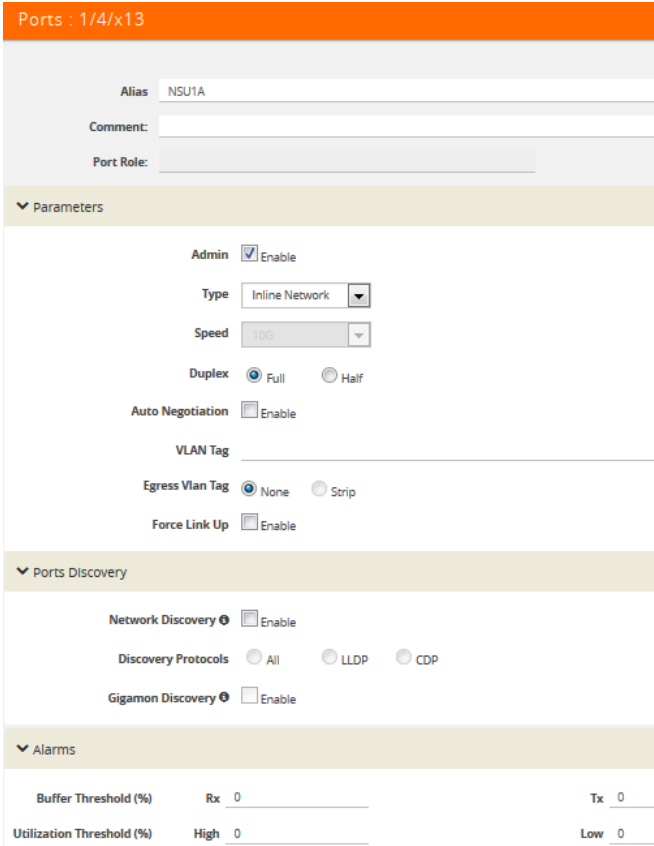 Ports : 1/4/x13
Alias NSU1A
Comment:
Port Role:
Parameters
Admin Enable
Type Inline Network
Speed 10G
Duplex Full Half
Auto Negotiation Enable
VLAN Tag
Egress Vlan Tag None Strip
Force Link Up Enable
Ports Discovery
Network Discovery Enable
Discovery Protocols All LLDP CDP
Gigamon Discovery Enable
Alarms
Buffer Threshold (%) Rx 0 Tx 0
Utilization Threshold (%) High 0 Low 0